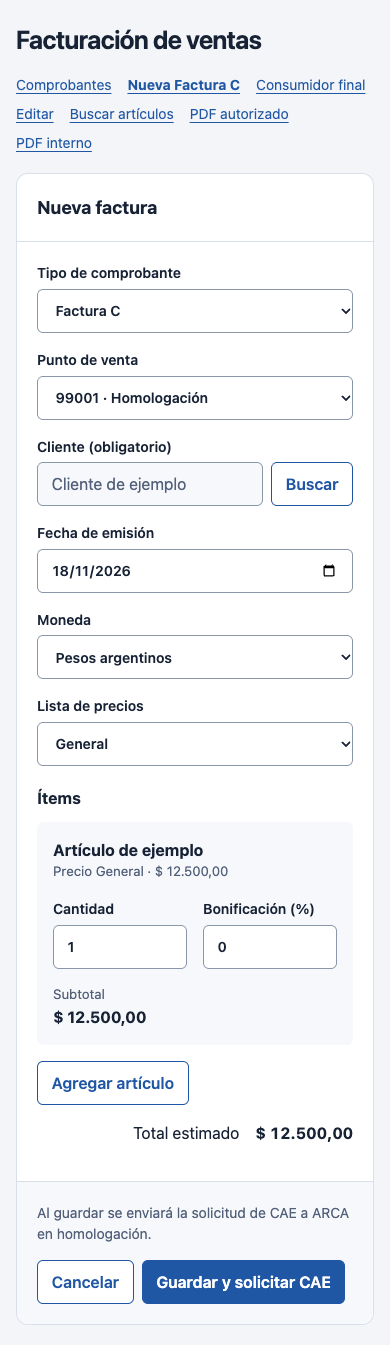 Facturación de ventas
Comprobantes Nueva Factura C Consumidor final
Editar Buscar artículos PDF autorizado
PDF interno
Nueva factura
Tipo de comprobante
Factura C
Punto de venta
99001 · Homologación
Cliente (obligatorio)
Cliente de ejemplo Buscar
Fecha de emisión
18/11/2026
Moneda
Pesos argentinos
Lista de precios
General
Ítems
Artículo de ejemplo
Precio General · $ 12.500,00
Cantidad Bonificación (%)
1 0
Subtotal
$ 12.500,00
Agregar artículo
Total estimado $ 12.500,00
Al guardar se enviará la solicitud de CAE a ARCA
en homologación.
Cancelar Guardar y solicitar CAE